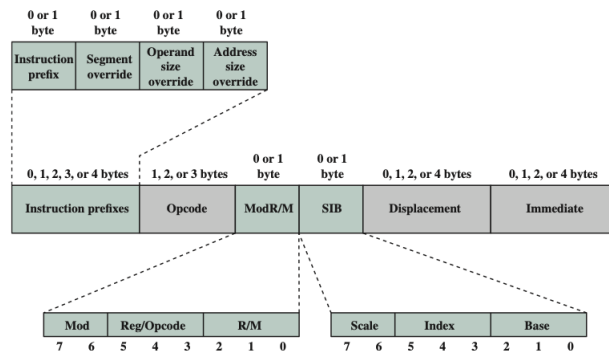 0 or 1 0 or 1 0 or 1 0 or 1
byte byte byte byte
Instruction Segment Operand Address
prefix override size size
override override
0 or 1 0 or 1
0, 1, 2, 3, or 4 bytes 1, 2, or 3 bytes byte byte 0, 1, 2, or 4 bytes 0, 1, 2, or 4 bytes
Instruction prefixes Opcode ModR/M SIB Displacement Immediate
Mod Reg/Opcode R/M Scale Index Base
7 6 5 4 3 2 1 0 7 6 5 4 3 2 1 0